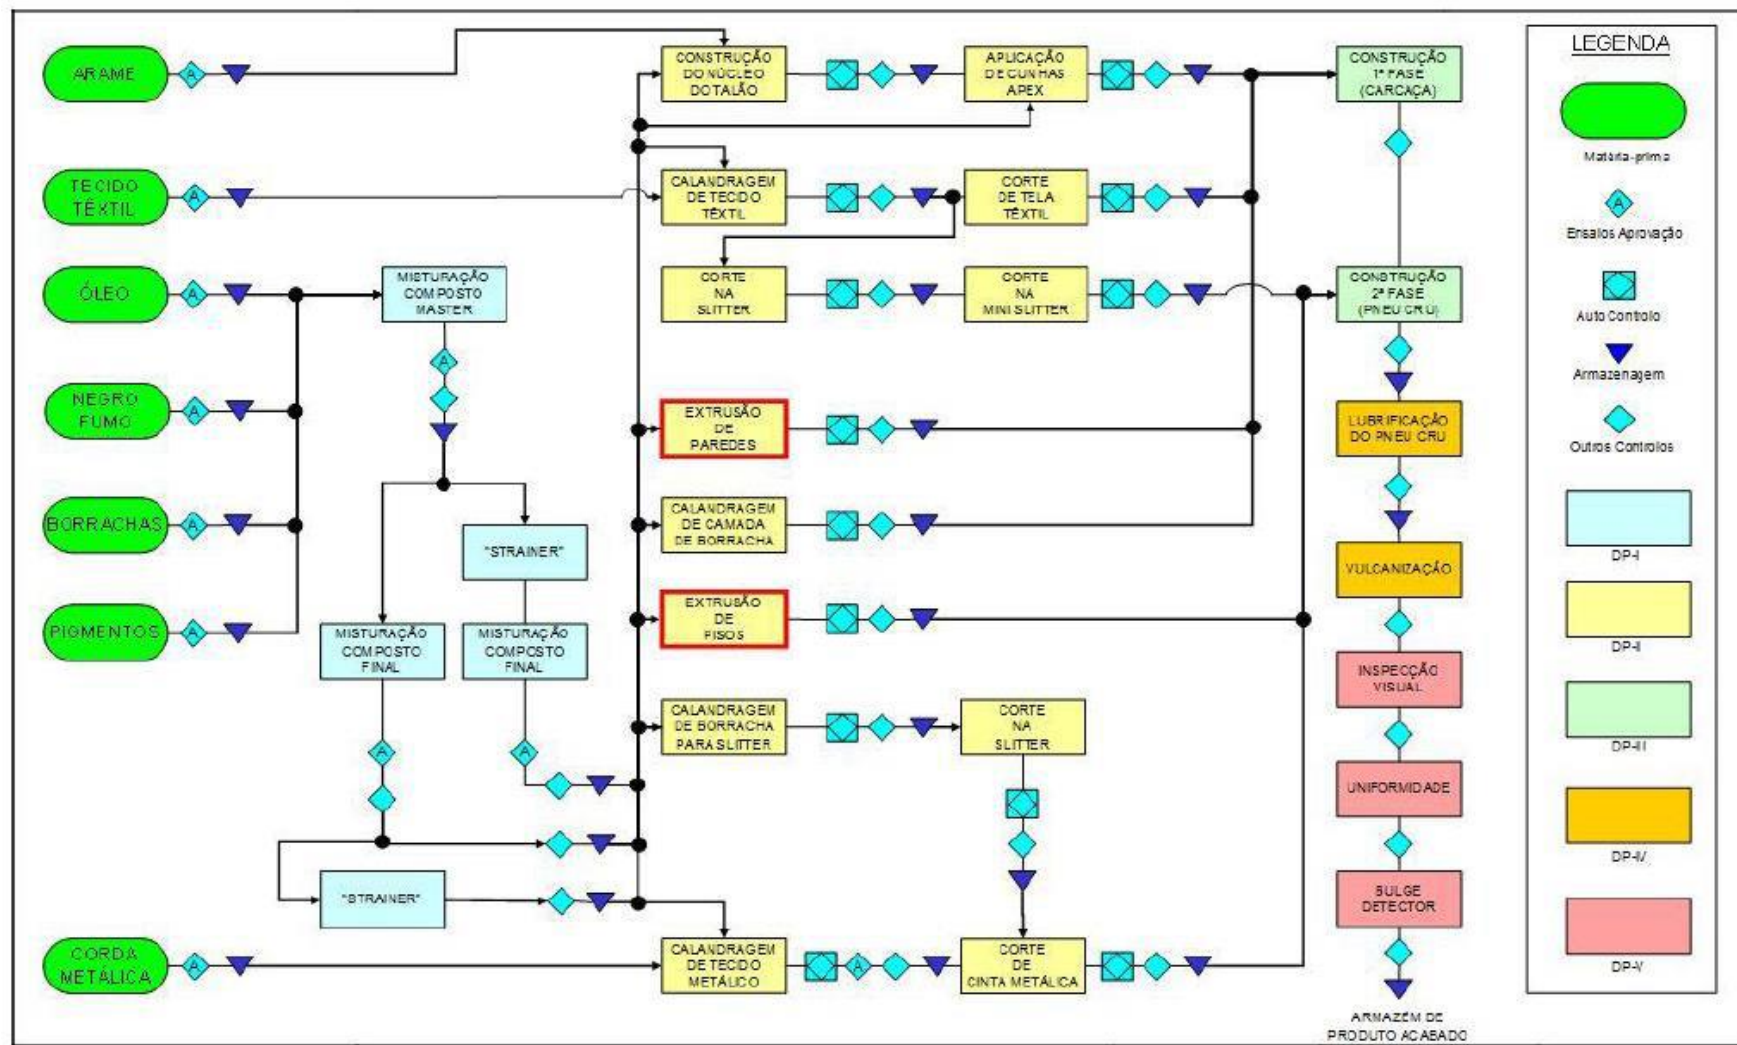 ARAME
A
CONSTRUÇÃO
DO NÚCLEO
DO TALÃO
APLICAÇÃO
DE CUNHAS
APEX
CONSTRUÇÃO
1ª FASE
(CARCAÇA)
TECIDO
TÊXTIL
A
CALANDRAGEM
DE TECIDO
TÊXTIL
CORTE
DE TELA
TÊXTIL
ÓLEO
A
MISTURAÇÃO
COMPOSTO
MASTER
A
CORTE
NA
SLITTER
CORTE
NA
MINI SLITTER
CONSTRUÇÃO
2ª FASE
(PNEU CRU)
NEGRO
FUMO
A
EXTRUSÃO
DE
PAREDES
LUBRIFICAÇÃO
DO PNEU CRU
BORRACHAS
A
"STRAINER"
CALANDRAGEM
DE CAMADA
DE BORRACHA
VULCANIZAÇÃO
PIGMENTOS
A
MISTURAÇÃO
COMPOSTO
FINAL
MISTURAÇÃO
COMPOSTO
FINAL
EXTRUSÃO
DE
PISOS
INSPECÇÃO
VISUAL
A
A
CALANDRAGEM
DE BORRACHA
PARA SLITTER
CORTE
NA
SLITTER
UNIFORMIDADE
"STRAINER"
BULGE
DETECTOR
CORDA
METÁLICA
A
CALANDRAGEM
DE TECIDO
METÁLICO
A
CORTE
DE
CINTA METÁLICA
ARMAZÉM DE
PRODUTO ACABADO
LEGENDA
Matéria-prima
A
Ensaios Aprovação
Auto Controlo
Armazenagem
Outros Controlos
DP-I
DP-II
DP-III
DP-IV
DP-V